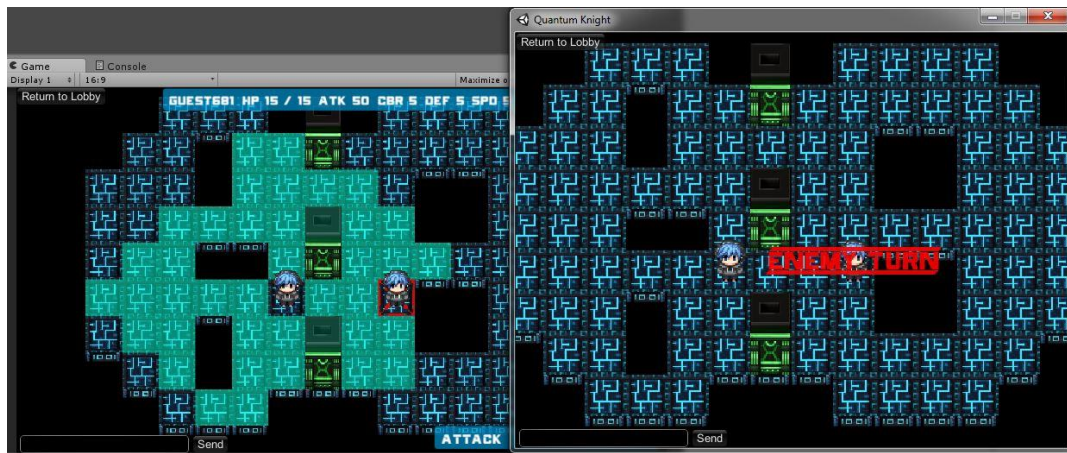 Game
Console
Display 1
16:9
Maximize o
Return to Lobby
GUEST681 HP 15 / 15 ATK 50 CBR 5 DEF 5 SPD 5
ATTACK
Send
Quantum Knight
Return to Lobby
ENEMY TURN
Send